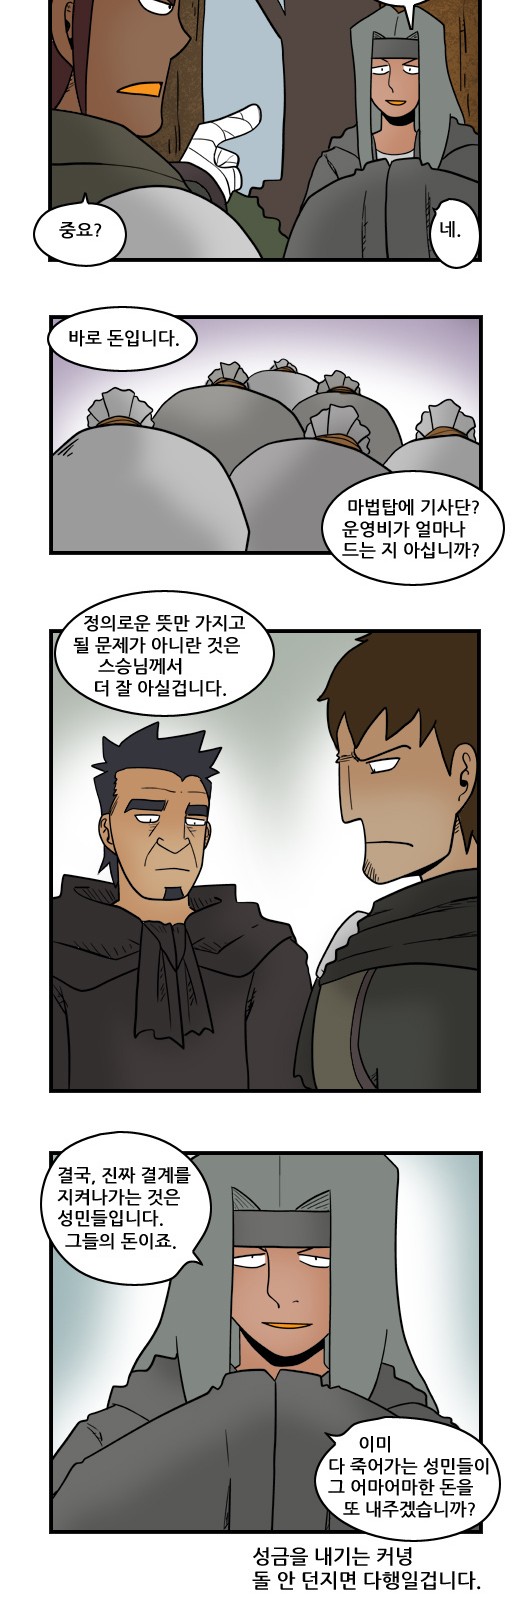 중요?
네.
바로 돈입니다.
마법탑에 기사단?
운영비가 얼마나
드는 지 아십니까?
정의로운 뜻만 가지고
될 문제가 아니란 것은
스승님께서
더 잘 아실겁니다.
결국, 진짜 결계를
지켜나가는 것은
성민들입니다.
그들의 돈이죠.
이미
다 죽어가는 성민들이
그 어마어마한 돈을
또 내주겠습니까?
성금을 내기는 커녕
돌 안 던지면 다행일겁니다.